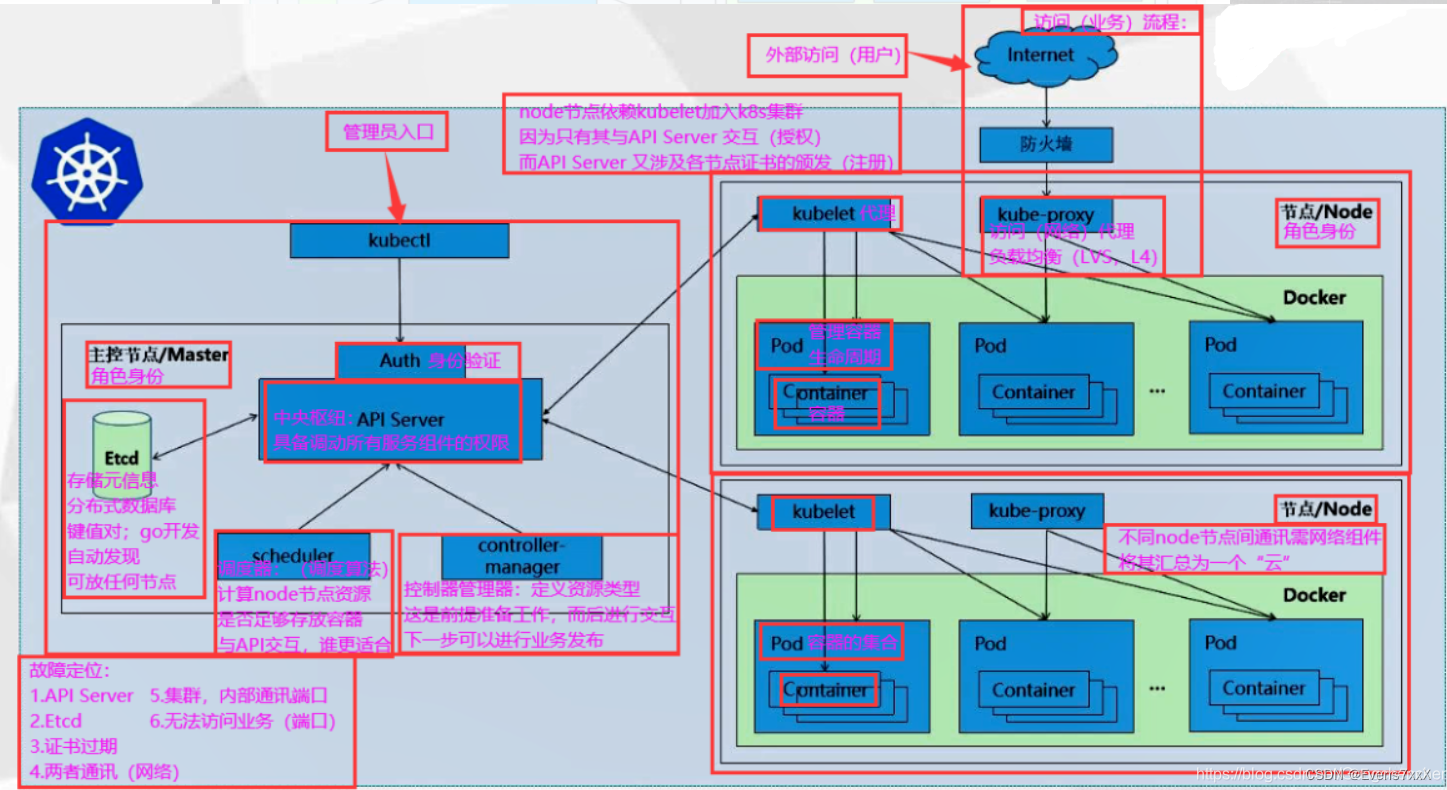 访问（业务）流程：
外部访问（用户）
Internet
防火墙
管理员入口
node节点依赖kubelet加入k8s集群
因为只有其与API Server 交互（授权）
而API Server 又涉及各节点证书的颁发（注册）
kubectl
主控节点/Master
角色身份
Auth 身份验证
中央枢纽：API Server
具备调动所有服务组件的权限
Etcd
存储元信息
分布式数据库
键值对；go开发
自动发现
可放任何节点
scheduler
调度器：（调度算法）
计算node节点资源
是否足够存放容器
与API交互，谁更适合
controller-
manager
控制器管理器：定义资源类型
这是前提准备工作，而后进行交互
下一步可以进行业务发布
故障定位：
1.API Server 5.集群，内部通讯端口
2.Etcd 6.无法访问业务（端口）
3.证书过期
4.两者通讯（网络）
kubelet 代理
kube-proxy
访问（网络）代理
负载均衡（LVS，L4）
节点/Node
角色身份
Docker
Pod
管理容器
生命周期
Container
容器
Pod
Container
...
Pod
Container
kubelet
kube-proxy
节点/Node
不同node节点间通讯需网络组件
将其汇总为一个“云”
Docker
Pod 容器的集合
Container
Pod
Container
...
Pod
Container
CSDN @Evens7xxX